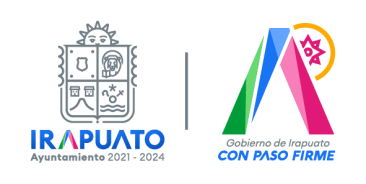 IRAPUATO
Ayuntamiento 2021 - 2024
Gobierno de Irapuato
CON PASO FIRME